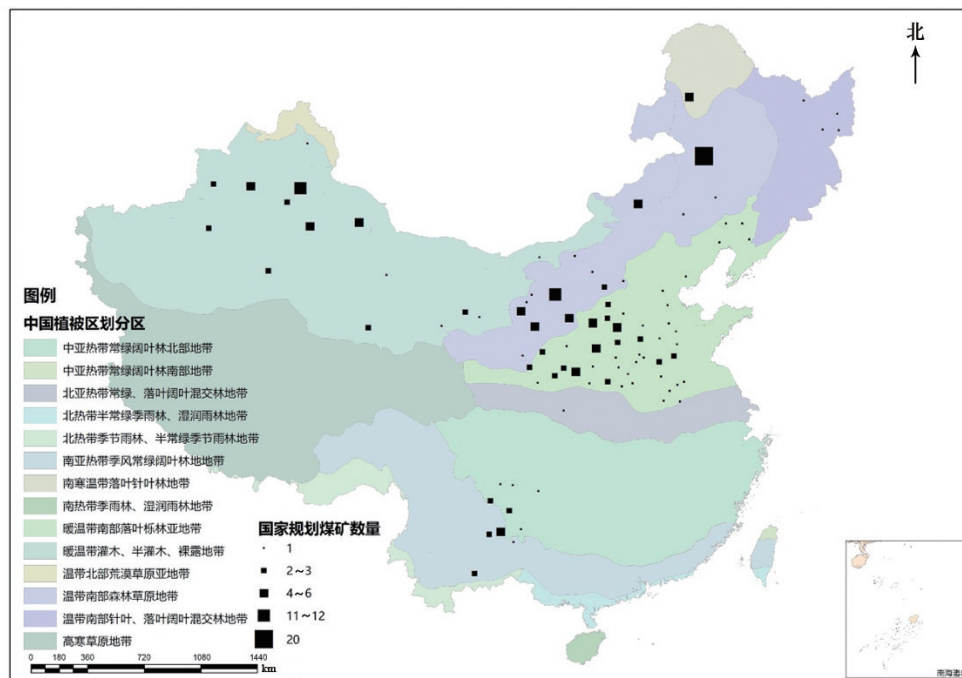 北
图例
中国植被区划分区
中亚热带常绿阔叶林北部地带
中亚热带常绿阔叶林南部地带
北亚热带常绿、落叶阔叶混交林地带
北热带半常绿季雨林、湿润雨林地带
北热带季节雨林、半常绿季节雨林地带
南亚热带季风常绿阔叶林地地带
南寒温带落叶针叶林地带
南热带季雨林、湿润雨林地带
暖温带南部落叶栎林亚地带
暖温带灌木、半灌木、裸露地带
温带北部荒漠草原亚地带
温带南部森林草原地带
温带南部针叶、落叶阔叶混交林地带
高寒草原地带
国家规划煤矿数量
1
2~3
4~6
11~12
20
0 180 360 720 1080 1440
km
南海诸岛